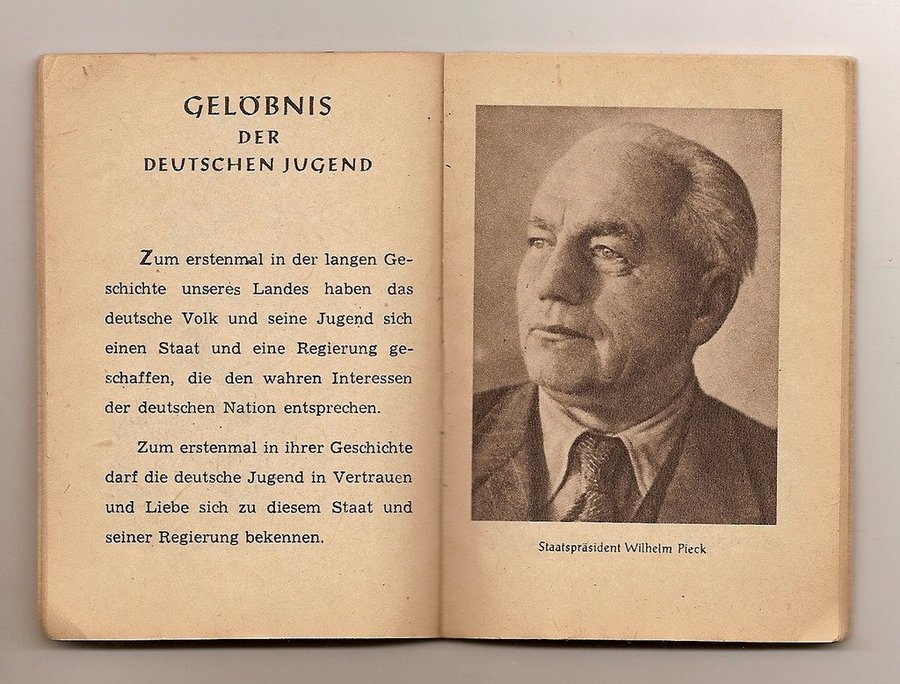 GELÖBNIS
DER
DEUTSCHEN JUGEND
Zum erstenmal in der langen Ge-
schichte unseres Landes haben das
deutsche Volk und seine Jugend sich
einen Staat und eine Regierung ge-
schaffen, die den wahren Interessen
der deutschen Nation entsprechen.
Zum erstenmal in ihrer Geschichte
darf die deutsche Jugend in Vertrauen
und Liebe sich zu diesem Staat und
seiner Regierung bekennen.
Staatspräsident Wilhelm Pieck